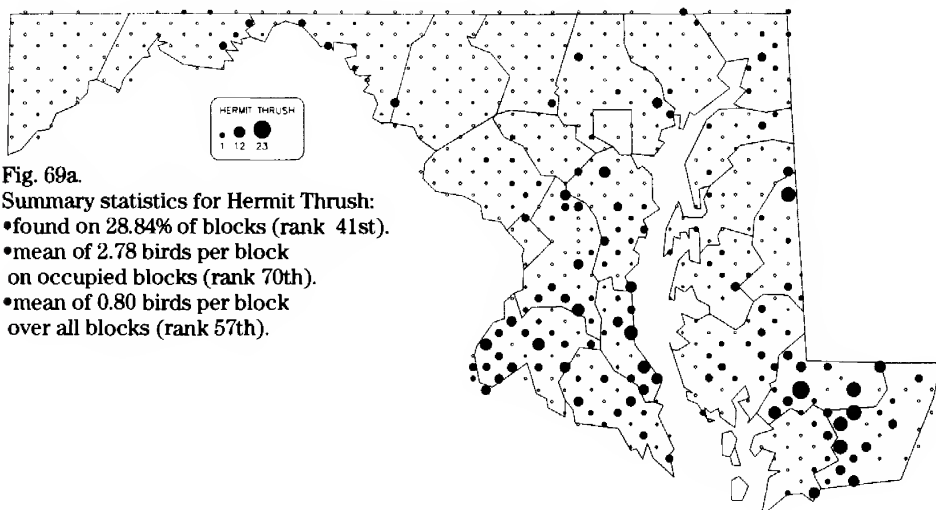 HERMIT THRUSH
1 12 23
Fig. 69a.
Summary statistics for Hermit Thrush:
•found on 28.84% of blocks (rank 41st).
•mean of 2.78 birds per block
on occupied blocks (rank 70th).
•mean of 0.80 birds per block
over all blocks (rank 57th).